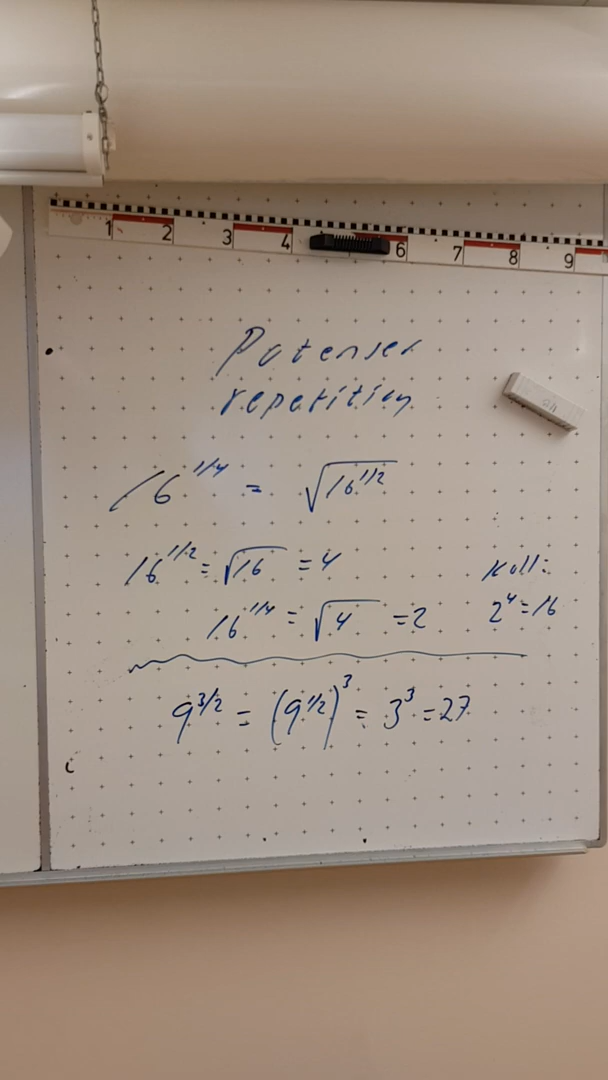 1 2 3 4 6 7 8 9
Potenser
repetition
16^1/4 = √16^1/2
16^1/2 = √16 = 4
Koll:
16^1/4 = √4 = 2
2^4 = 16
9^3/2 = (9^1/2)^3 = 3^3 = 27